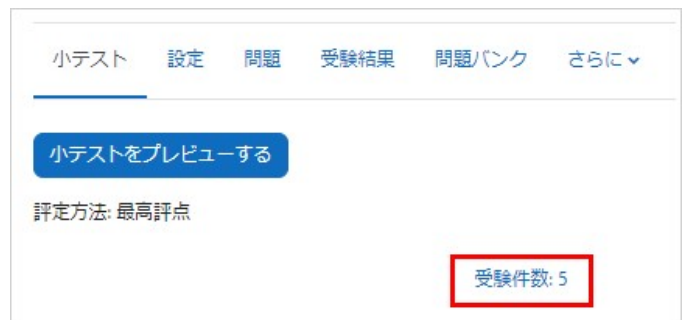 小テスト 設定 問題 受験結果 問題バンク さらに
小テストをプレビューする
評定方法: 最高評点
受験件数: 5